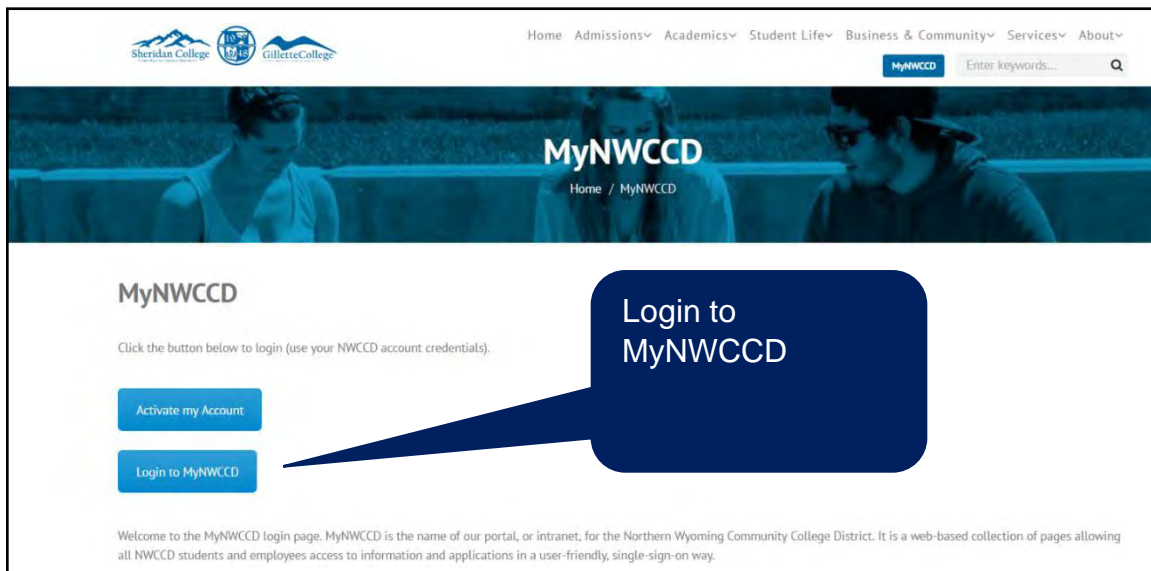 Sheridan College
GilletteCollege
Home Admissions Academics Student Life Business & Community Services About
MyNWCCD
Enter keywords...
MyNWCCD
Home / MyNWCCD
MyNWCCD
Click the button below to login (use your NWCCD account credentials).
Activate my Account
Login to MyNWCCD
Login to
MyNWCCD
Welcome to the MyNWCCD login page. MyNWCCD is the name of our portal, or intranet, for the Northern Wyoming Community College District. It is a web-based collection of pages allowing
all NWCCD students and employees access to information and applications in a user-friendly, single-sign-on way.